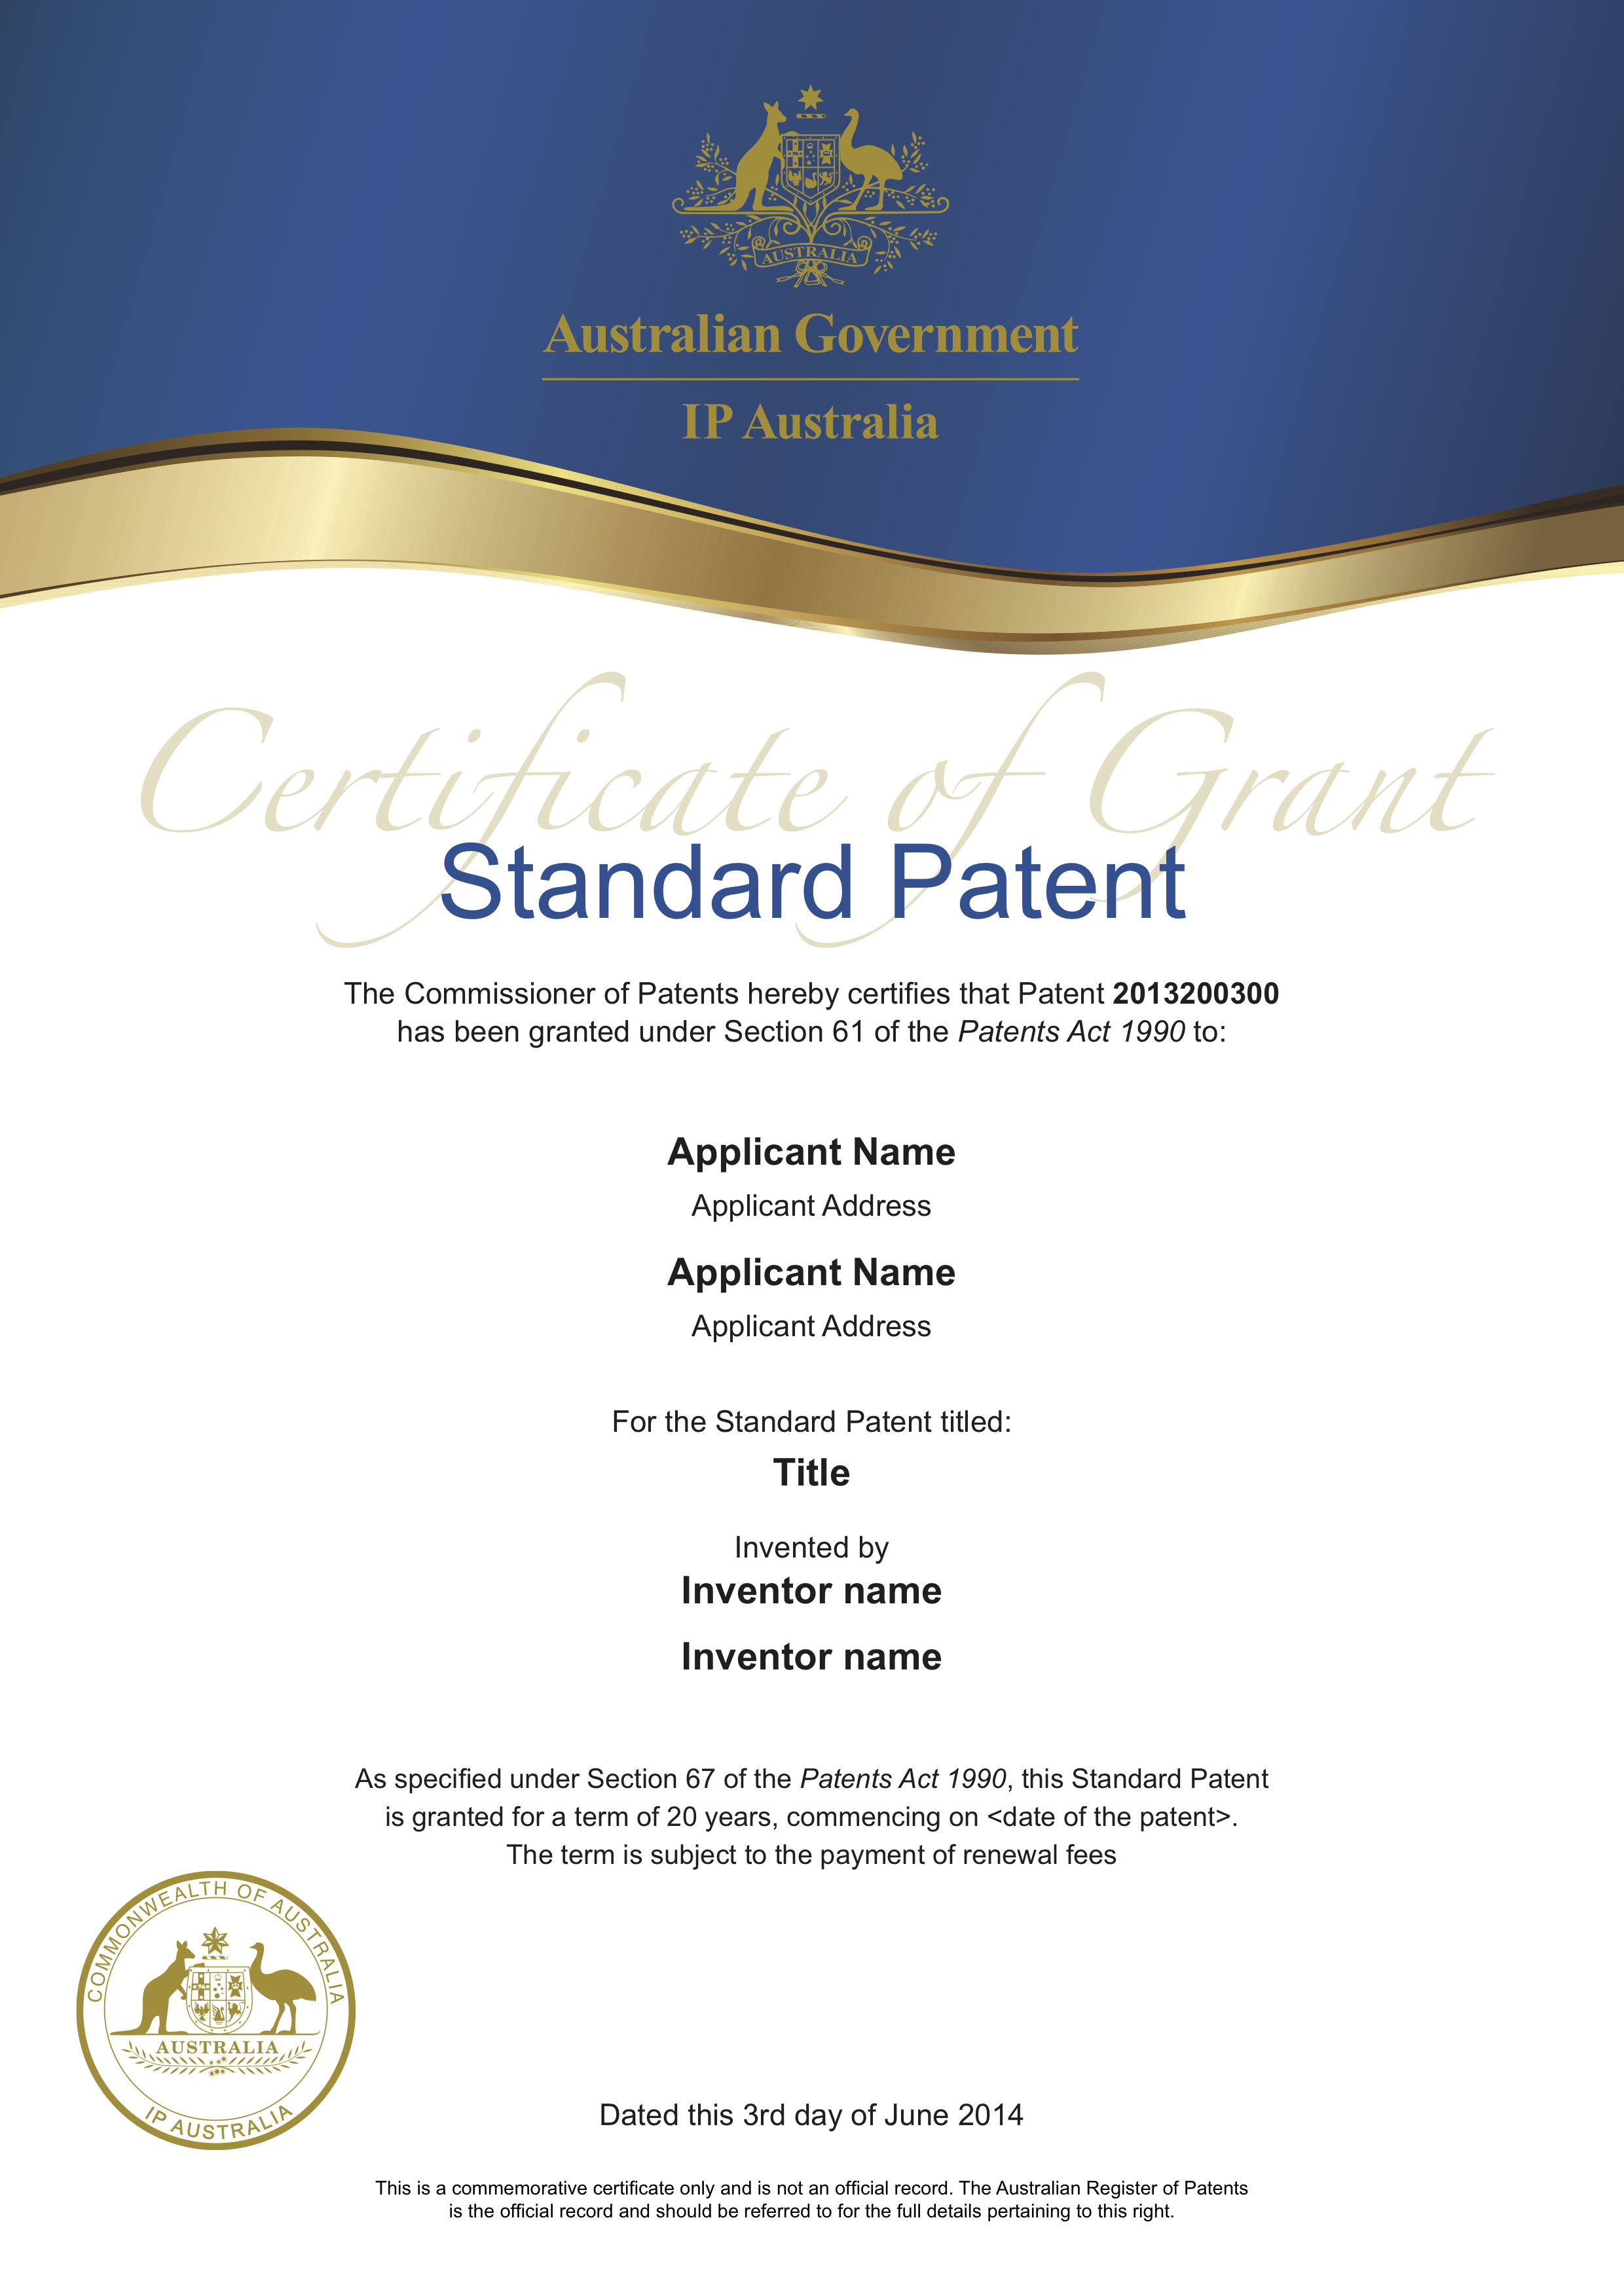 AUSTRALIA
Australian Government
IP Australia
Certificate of Grant
Standard Patent
The Commissioner of Patents hereby certifies that Patent 2013200300
has been granted under Section 61 of the Patents Act 1990 to:
Applicant Name
Applicant Address
Applicant Name
Applicant Address
For the Standard Patent titled:
Title
Invented by
Inventor name
Inventor name
As specified under Section 67 of the Patents Act 1990, this Standard Patent
is granted for a term of 20 years, commencing on <date of the patent>.
The term is subject to the payment of renewal fees
COMMONWEALTH OF AUSTRALIA
AUSTRALIA
IP AUSTRALIA
Dated this 3rd day of June 2014
This is a commemorative certificate only and is not an official record. The Australian Register of Patents
is the official record and should be referred to for the full details pertaining to this right.